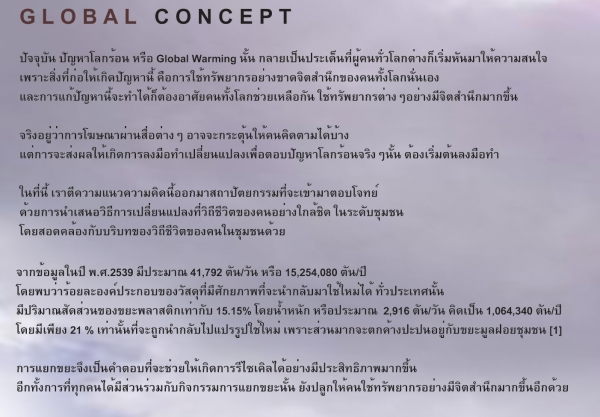 GLOBAL CONCEPT
ปัจจุบัน ปัญหาโลกร้อน หรือ Global Warming นั้น กลายเป็นประเด็นที่ผู้คนทั่วโลกต่างก็เริ่มหันมาให้ความสนใจ
เพราะสิ่งที่ก่อให้เกิดปัญหานี้ คือการใช้ทรัพยากรอย่างขาดจิตสำนึกของคนทั้งโลกนั่นเอง
และการแก้ปัญหานี้จะทำได้ก็ต้องอาศัยคนทั้งโลกช่วยเหลือกัน ใช้ทรัพยากรต่าง ๆอย่างมีจิตสำนึกมากขึ้น
จริงอยู่ว่าการโฆษณาผ่านสื่อต่าง ๆ อาจจะกระตุ้นให้คนคิดตามได้บ้าง
แต่การจะส่งผลให้เกิดการลงมือทำเปลี่ยนแปลงเพื่อตอบปัญหาโลกร้อนจริง ๆนั้น ต้องเริ่มต้นลงมือทำ
ในที่นี้ เราตีความแนวความคิดนี้ออกมาสถาปัตยกรรมที่จะเข้ามาตอบโจทย์
ด้วยการนำเสนอวิธีการเปลี่ยนแปลงที่วิถีชีวิตของคนอย่างใกล้ชิด ในระดับชุมชน
โดยสอดคล้องกับบริบทของวิถีชีวิตของคนในชุมชนด้วย
จากข้อมูลในปี พ.ศ.2539 มีประมาณ 41,792 ตัน/วัน หรือ 15,254,080 ตัน/ปี
โดยพบว่าร้อยละองค์ประกอบของวัสดุที่มีศักยภาพที่จะนำกลับมาใช้ใหม่ได้ ทั่วประเทศนั้น
มีปริมาณสัดส่วนของขยะพลาสติกเท่ากับ 15.15% โดยน้ำหนัก หรือประมาณ 2,916 ตัน/วัน คิดเป็น 1,064,340 ตัน/ปี
โดยมีเพียง 21 % เท่านั้นที่จะถูกนำกลับไปแปรรูปใช้ใหม่ เพราะส่วนมากจะตกค้างปะปนอยู่กับขยะมูลฝอยชุมชน [1]
การแยกขยะจึงเป็นคำตอบที่จะช่วยให้เกิดการรีไซเคิลได้อย่างมีประสิทธิภาพมากขึ้น
อีกทั้งการที่ทุกคนได้มีส่วนร่วมกับกิจกรรมการแยกขยะนั้น ยังปลูกให้คนใช้ทรัพยากรอย่างมีจิตสำนึกมากขึ้นอีกด้วย